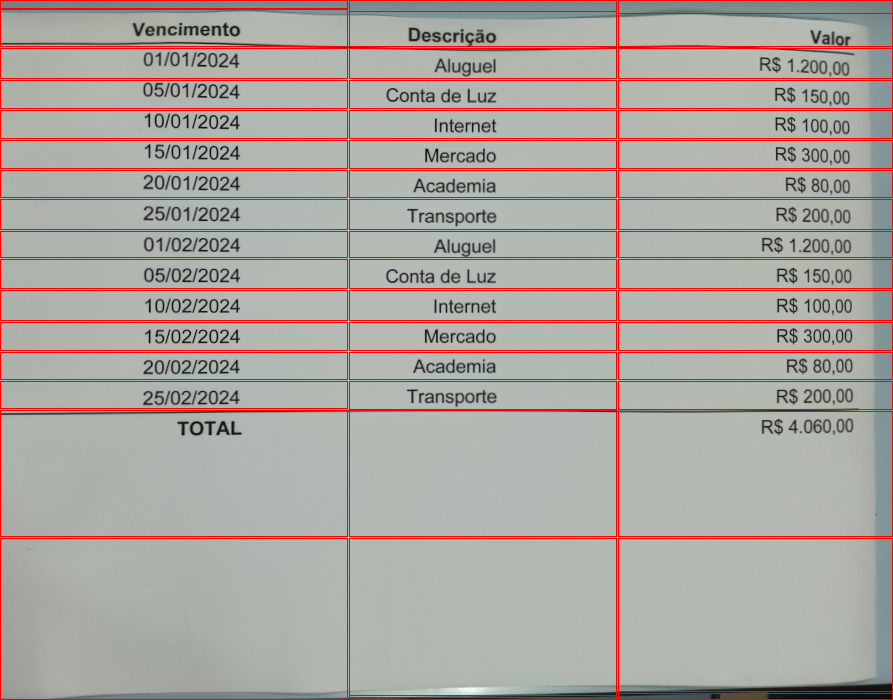 Vencimento Descrição Valor
01/01/2024 Aluguel R$ 1.200,00
05/01/2024 Conta de Luz R$ 150,00
10/01/2024 Internet R$ 100,00
15/01/2024 Mercado R$ 300,00
20/01/2024 Academia R$ 80,00
25/01/2024 Transporte R$ 200,00
01/02/2024 Aluguel R$ 1.200,00
05/02/2024 Conta de Luz R$ 150,00
10/02/2024 Internet R$ 100,00
15/02/2024 Mercado R$ 300,00
20/02/2024 Academia R$ 80,00
25/02/2024 Transporte R$ 200,00
TOTAL R$ 4.060,00